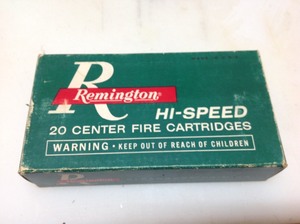 R
Remington®
HI-SPEED
20 CENTER FIRE CARTRIDGES
WARNING • KEEP OUT OF REACH OF CHILDREN
R